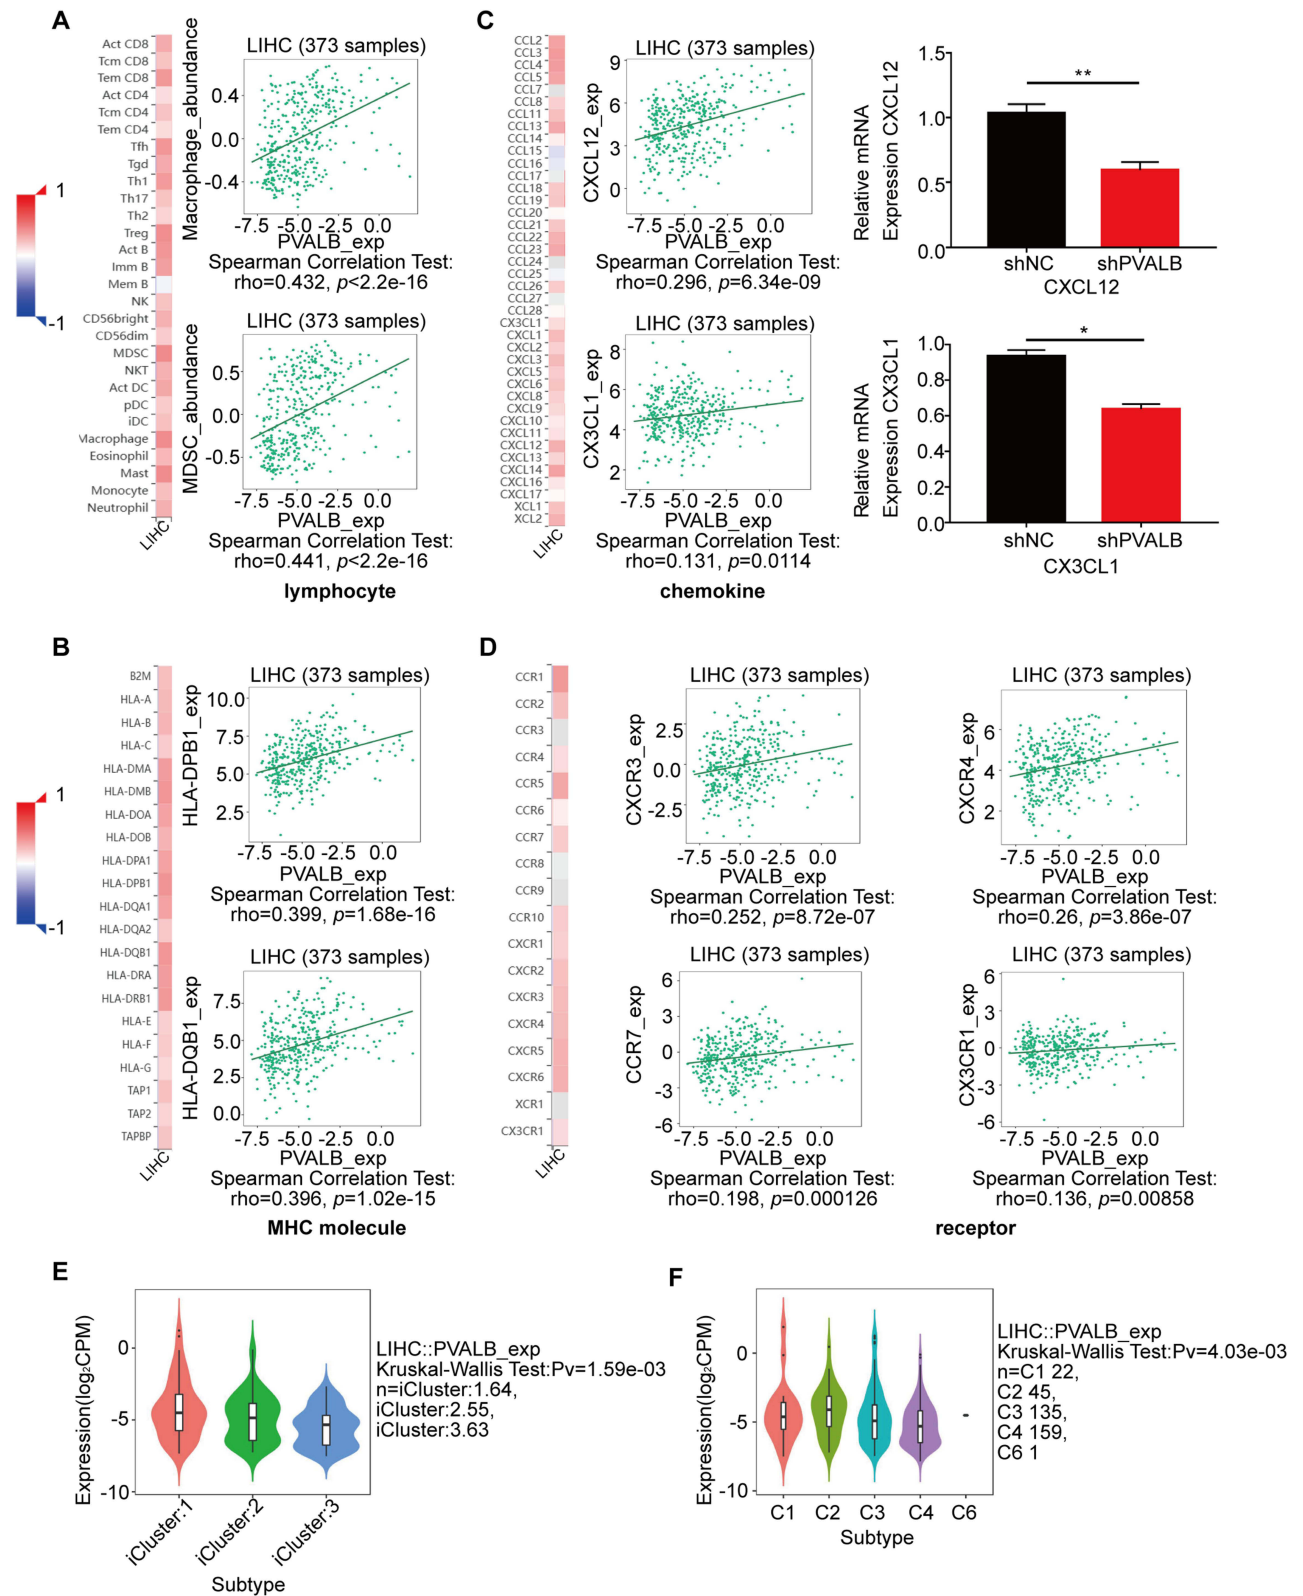 A
Act CD8
Tcm CD8
Tem CD8
Act CD4
Tcm CD4
Tem CD4
Tfh
Tgd
Th1
Th17
Th2
Treg
Act B
Imm B
Mem B
NK
CD56bright
CD56dim
MDSC
NKT
Act DC
pDC
iDC
Macrophage
Eosinophil
Mast
Monocyte
Neutrophil
LIHC
1
-1
LIHC (373 samples)
Macrophage_abundance
0.4
0.0
-0.4
-7.5 -5.0 -2.5 0.0
PVALB_exp
Spearman Correlation Test:
rho=0.432, p<2.2e-16
LIHC (373 samples)
MDSC_abundance
0.5
0.0
-0.5
-7.5 -5.0 -2.5 0.0
PVALB_exp
Spearman Correlation Test:
rho=0.441, p<2.2e-16
lymphocyte
C
CCL2
CCL3
CCL4
CCL5
CCL7
CCL8
CCL11
CCL13
CCL14
CCL15
CCL16
CCL17
CCL18
CCL19
CCL20
CCL21
CCL22
CCL23
CCL24
CCL25
CCL26
CCL27
CCL28
CX3CL1
CXCL1
CXCL2
CXCL3
CXCL5
CXCL6
CXCL8
CXCL9
CXCL10
CXCL11
CXCL12
CXCL13
CXCL14
CXCL16
CXCL17
XCL1
XCL2
LIHC
LIHC (373 samples)
CXCL12_exp
9
6
3
0
-7.5 -5.0 -2.5 0.0
PVALB_exp
Spearman Correlation Test:
rho=0.296, p=6.34e-09
LIHC (373 samples)
CX3CL1_exp
8
6
4
2
-7.5 -5.0 -2.5 0.0
PVALB_exp
Spearman Correlation Test:
rho=0.131, p=0.0114
chemokine
Relative mRNA
Expression CXCL12
1.5
1.0
0.5
0.0
**
shNC shPVALB
CXCL12
Relative mRNA
Expression CX3CL1
1.0
0.8
0.6
0.4
0.2
0.0
*
shNC shPVALB
CX3CL1
B
1
-1
B2M
HLA-A
HLA-B
HLA-C
HLA-DMA
HLA-DMB
HLA-DOA
HLA-DOB
HLA-DPA1
HLA-DPB1
HLA-DQA1
HLA-DQA2
HLA-DQB1
HLA-DRA
HLA-DRB1
HLA-E
HLA-F
HLA-G
TAP1
TAP2
TAPBP
LIHC
LIHC (373 samples)
HLA-DPB1_exp
10.0
7.5
5.0
2.5
-7.5 -5.0 -2.5 0.0
PVALB_exp
Spearman Correlation Test:
rho=0.399, p=1.68e-16
LIHC (373 samples)
HLA-DQB1_exp
7.5
5.0
2.5
0.0
-7.5 -5.0 -2.5 0.0
PVALB_exp
Spearman Correlation Test:
rho=0.396, p=1.02e-15
MHC molecule
D
CCR1
CCR2
CCR3
CCR4
CCR5
CCR6
CCR7
CCR8
CCR9
CCR10
CXCR1
CXCR2
CXCR3
CXCR4
CXCR5
CXCR6
XCR1
CX3CR1
LIHC
LIHC (373 samples)
CXCR3_exp
2.5
0.0
-2.5
-7.5 -5.0 -2.5 0.0
PVALB_exp
Spearman Correlation Test:
rho=0.252, p=8.72e-07
LIHC (373 samples)
CXCR4_exp
6
4
2
-7.5 -5.0 -2.5 0.0
PVALB_exp
Spearman Correlation Test:
rho=0.26, p=3.86e-07
LIHC (373 samples)
CCR7_exp
6
3
0
-3
-6
-7.5 -5.0 -2.5 0.0
PVALB_exp
Spearman Correlation Test:
rho=0.198, p=0.000126
LIHC (373 samples)
CX3CR1_exp
6
3
0
-3
-6
-7.5 -5.0 -2.5 0.0
PVALB_exp
Spearman Correlation Test:
rho=0.136, p=0.00858
receptor
E
Expression(log₂CPM)
0
-5
-10
iCluster:1 iCluster:2 iCluster:3
Subtype
LIHC::PVALB_exp
Kruskal-Wallis Test:Pv=1.59e-03
n=iCluster:1.64,
iCluster:2.55,
iCluster:3.63
F
Expression(log₂CPM)
0
-5
-10
C1 C2 C3 C4 C6
Subtype
LIHC::PVALB_exp
Kruskal-Wallis Test:Pv=4.03e-03
n=C1 22,
C2 45,
C3 135,
C4 159,
C6 1